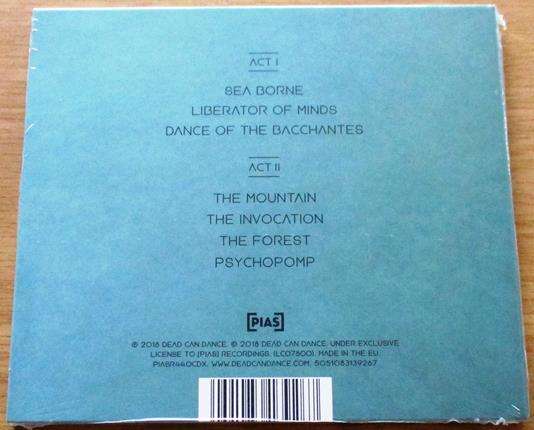 ACT I
SEA BORNE
LIBERATOR OF MINDS
DANCE OF THE BACCHANTES
ACT II
THE MOUNTAIN
THE INVOCATION
THE FOREST
PSYCHOPOMP
[PIAS]
℗ 2018 DEAD CAN DANCE. © 2018 DEAD CAN DANCE. UNDER EXCLUSIVE
LICENSE TO [PIAS] RECORDINGS. (LC07800). MADE IN THE EU.
PIASR440CDX. WWW.DEADCANDANCE.COM. 5051083139267